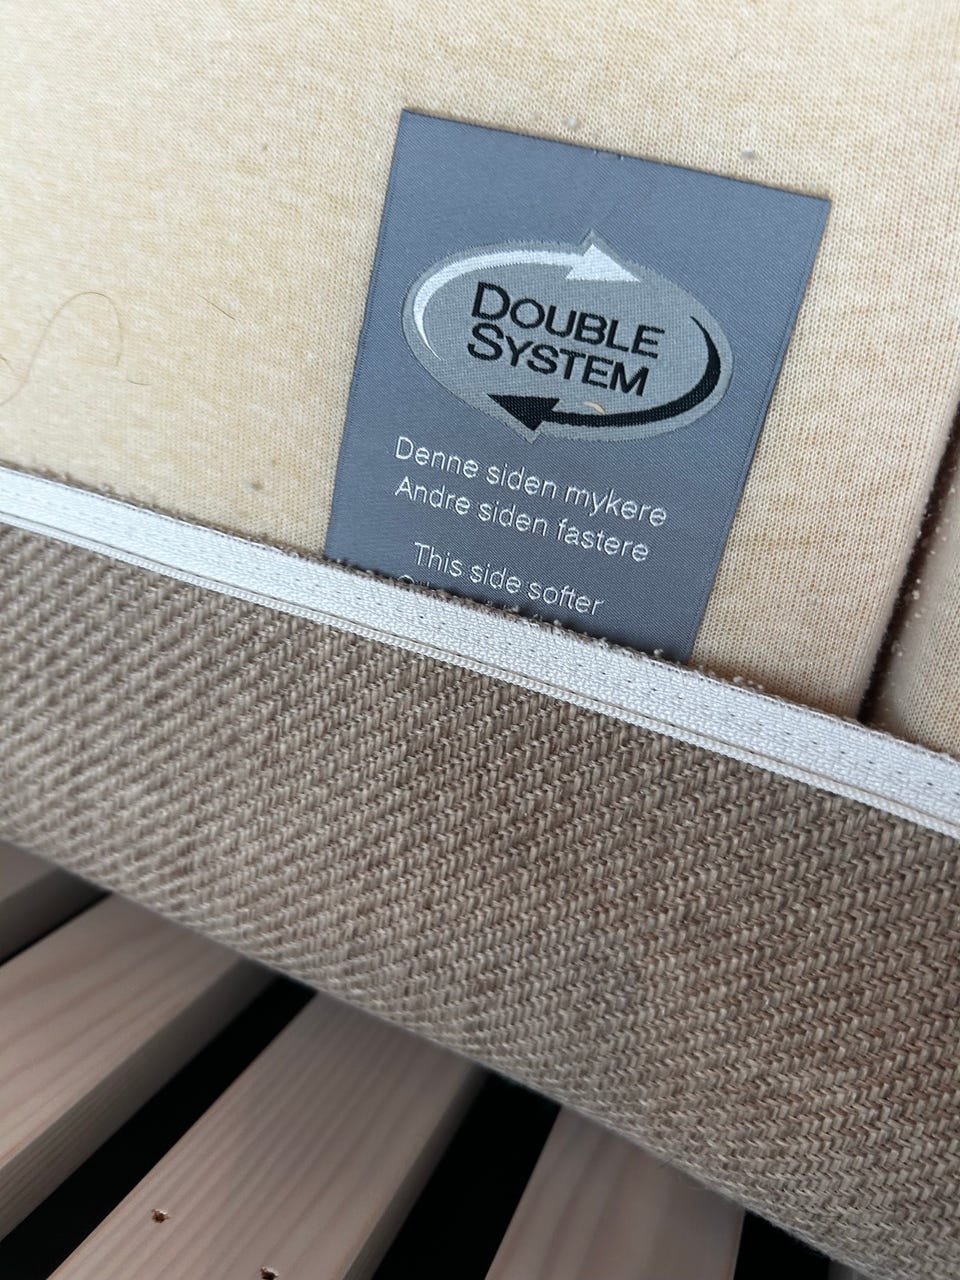 DOUBLE
SYSTEM
Denne siden mykere
Andre siden fastere
This side softer